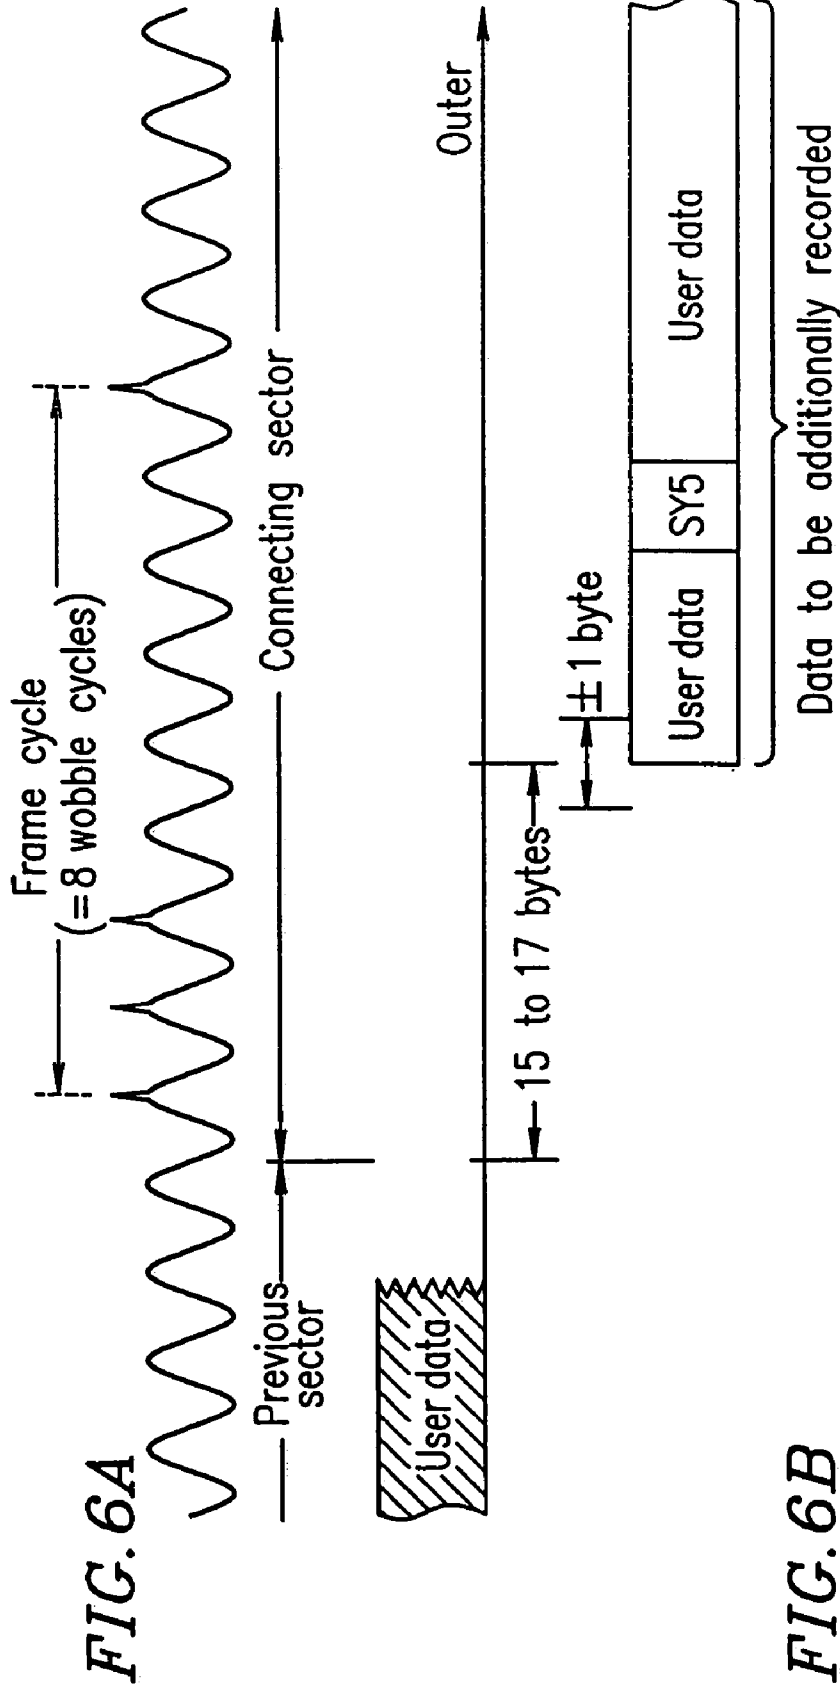 FIG. 6A
Frame cycle
(=8 wobble cycles)
Previous
sector
Connecting sector
User data
Outer
15 to 17 bytes
±1 byte
User data
SY5
User data
Data to be additionally recorded
FIG. 6B